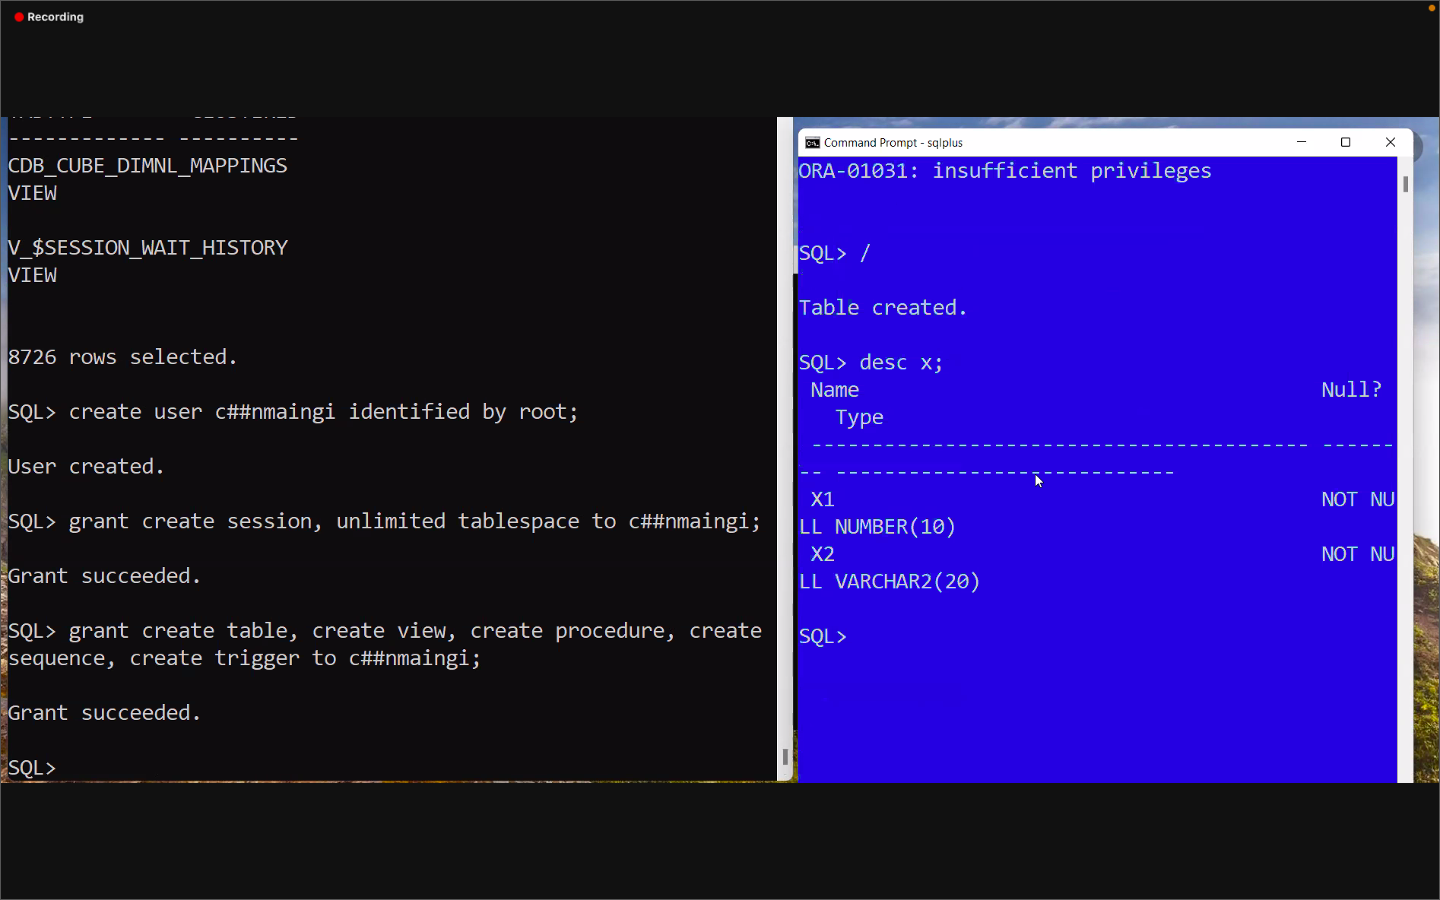 Recording
------------- ----------
CDB_CUBE_DIMNL_MAPPINGS
VIEW
V_$SESSION_WAIT_HISTORY
VIEW
8726 rows selected.
SQL> create user c##nmaingi identified by root;
User created.
SQL> grant create session, unlimited tablespace to c##nmaingi;
Grant succeeded.
SQL> grant create table, create view, create procedure, create
sequence, create trigger to c##nmaingi;
Grant succeeded.
SQL>
Command Prompt - sqlplus
ORA-01031: insufficient privileges
SQL> /
Table created.
SQL> desc x;
Name Null?
Type
----------------------------------------- ------
-- ----------------------------
X1 NOT NU
LL NUMBER(10)
X2 NOT NU
LL VARCHAR2(20)
SQL>